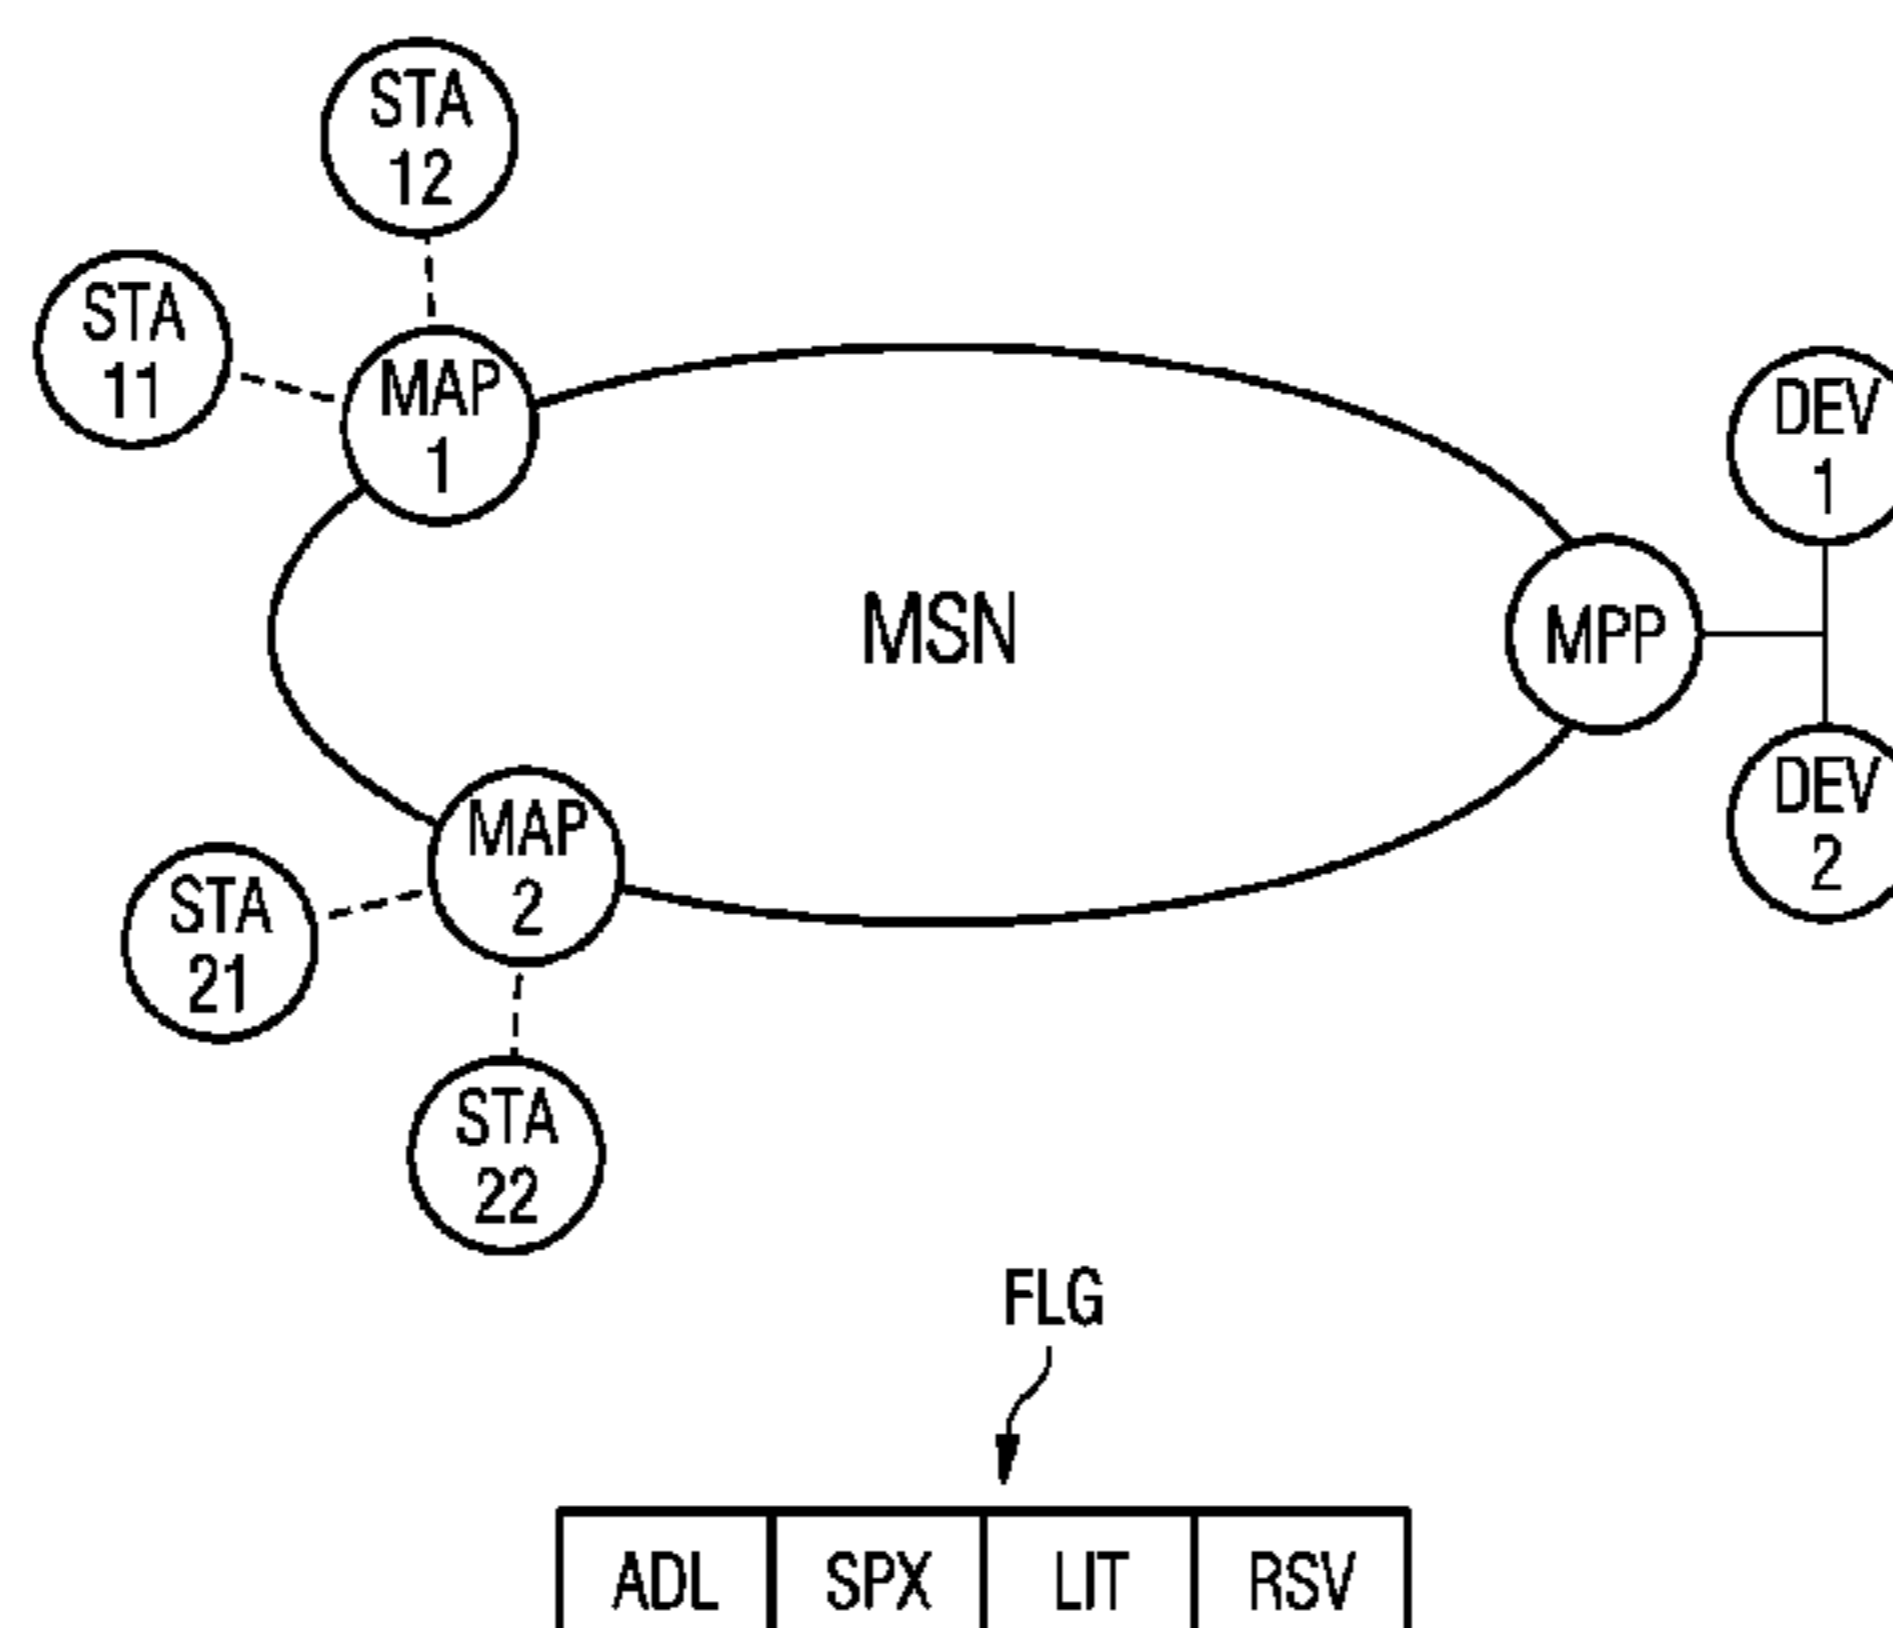 STA
12
STA
11
MAP
1
DEV
1
MSN
MPP
MAP
2
DEV
2
STA
21
STA
22
FLG
ADL SPX LIT RSV